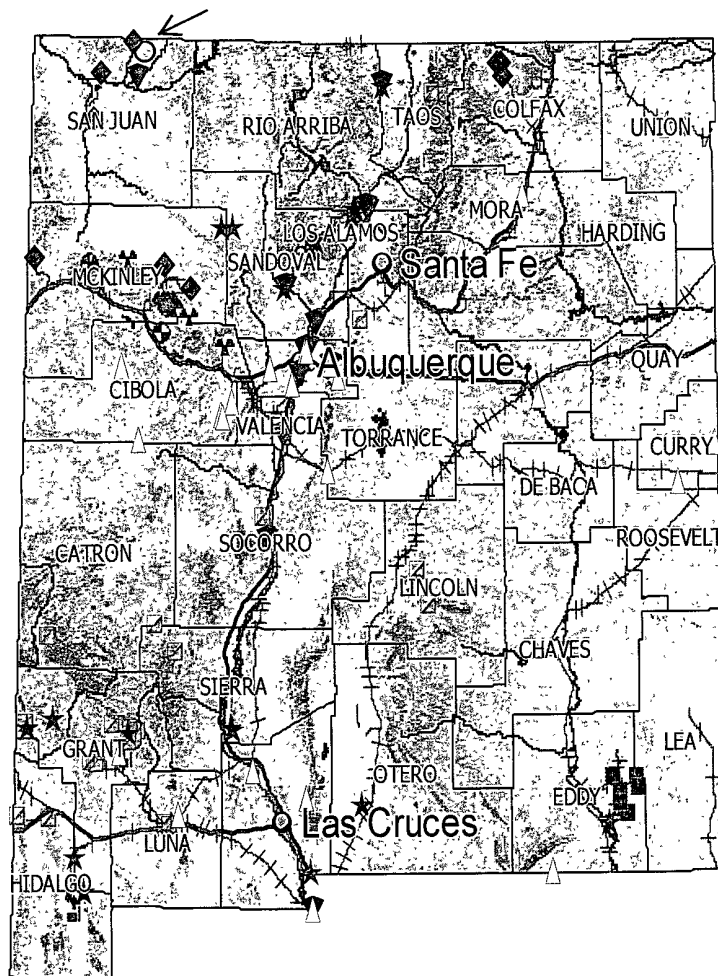 SAN JUAN
RIO ARRIBA
TAOS
COLFAX
UNION
MORA
LOS ALAMOS
HARDING
MCKINLEY
SANDOVAL
Santa Fe
Albuquerque
QUAY
CIBOLA
VALENCIA
TORRANCE
CURRY
DE BACA
SOCORRO
ROOSEVELT
CATRON
LINCOLN
CHAVES
SIERRA
GRANT
OTERO
LEA
EDDY
Las Cruces
LUNA
HIDALGO